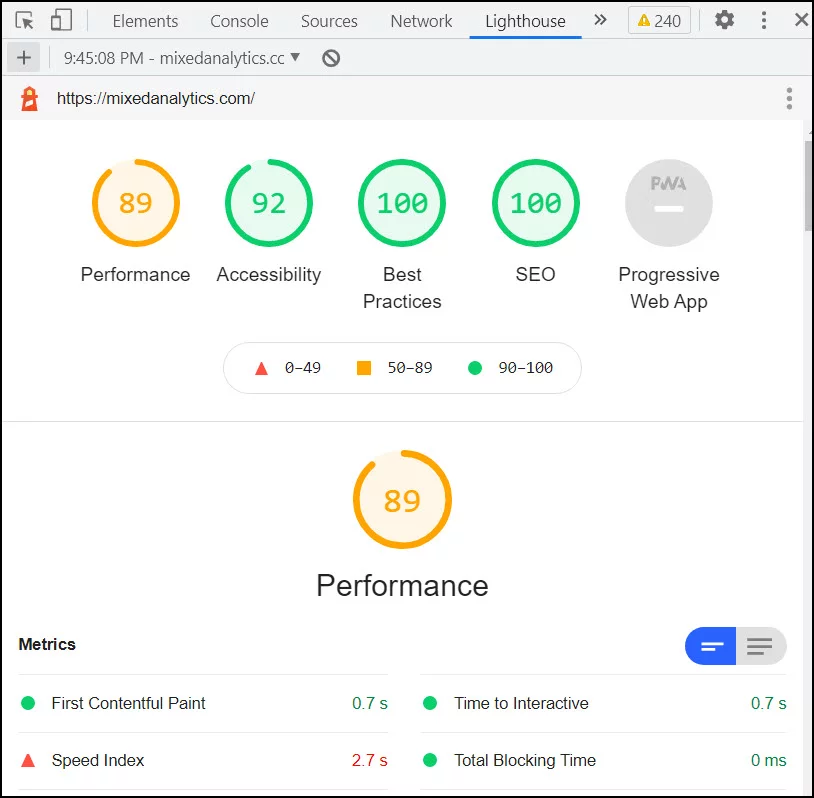 Elements Console Sources Network Lighthouse » 240
9:45:08 PM - mixedanalytics.cc
https://mixedanalytics.com/
89 92 100 100 PWA
Performance Accessibility Best Practices SEO Progressive Web App
0–49 50–89 90–100
89
Performance
Metrics
First Contentful Paint 0.7 s Time to Interactive 0.7 s
Speed Index 2.7 s Total Blocking Time 0 ms